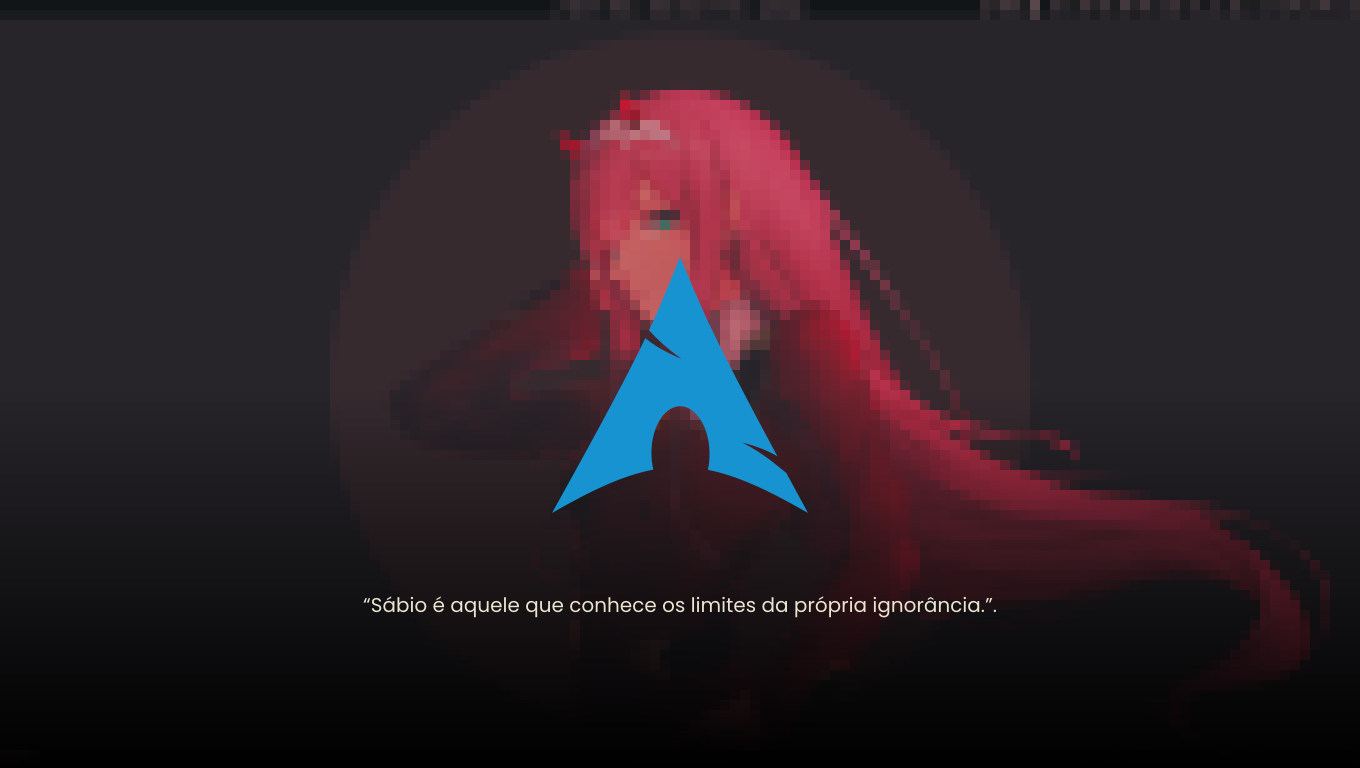 “Sábio é aquele que conhece os limites da própria ignorância.”.